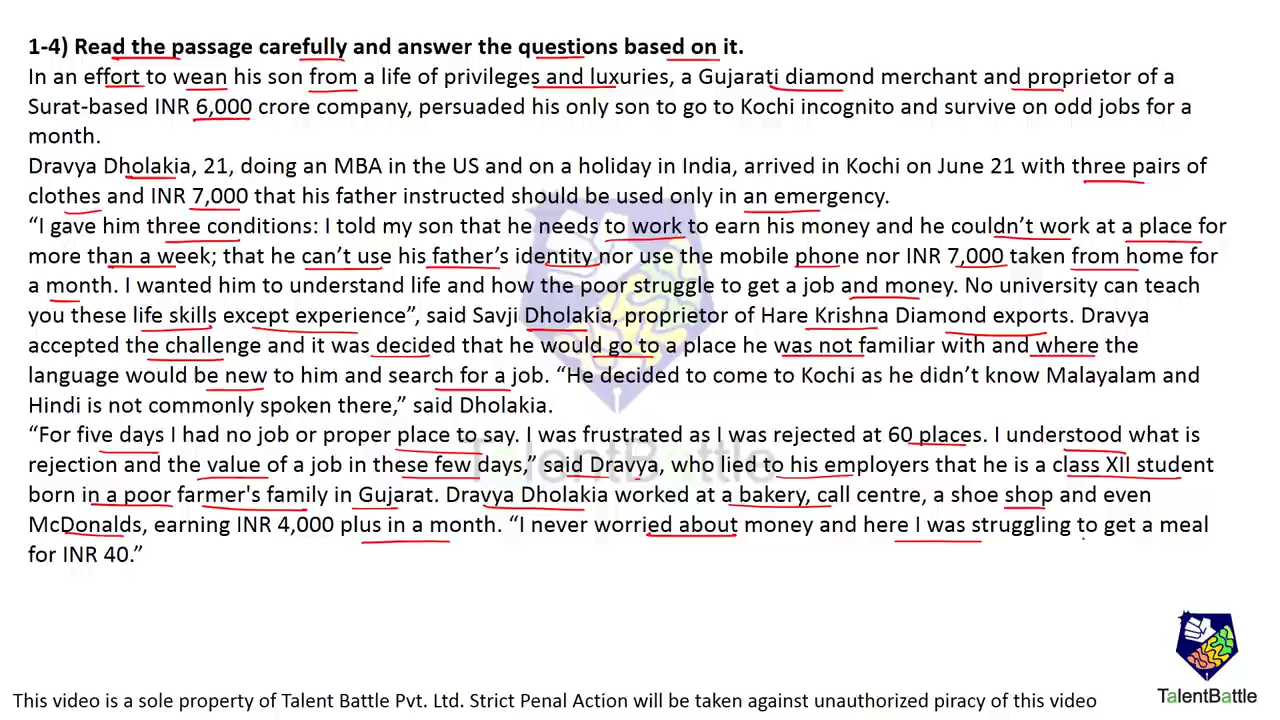 1-4) Read the passage carefully and answer the questions based on it.
In an effort to wean his son from a life of privileges and luxuries, a Gujarati diamond merchant and proprietor of a
Surat-based INR 6,000 crore company, persuaded his only son to go to Kochi incognito and survive on odd jobs for a
month.
Dravya Dholakia, 21, doing an MBA in the US and on a holiday in India, arrived in Kochi on June 21 with three pairs of
clothes and INR 7,000 that his father instructed should be used only in an emergency.
“I gave him three conditions: I told my son that he needs to work to earn his money and he couldn’t work at a place for
more than a week; that he can’t use his father’s identity nor use the mobile phone nor INR 7,000 taken from home for
a month. I wanted him to understand life and how the poor struggle to get a job and money. No university can teach
you these life skills except experience”, said Savji Dholakia, proprietor of Hare Krishna Diamond exports. Dravya
accepted the challenge and it was decided that he would go to a place he was not familiar with and where the
language would be new to him and search for a job. “He decided to come to Kochi as he didn’t know Malayalam and
Hindi is not commonly spoken there,” said Dholakia.
“For five days I had no job or proper place to say. I was frustrated as I was rejected at 60 places. I understood what is
rejection and the value of a job in these few days,” said Dravya, who lied to his employers that he is a class XII student
born in a poor farmer's family in Gujarat. Dravya Dholakia worked at a bakery, call centre, a shoe shop and even
McDonalds, earning INR 4,000 plus in a month. “I never worried about money and here I was struggling to get a meal
for INR 40.”
TalentBattle
TalentBattle
This video is a sole property of Talent Battle Pvt. Ltd. Strict Penal Action will be taken against unauthorized piracy of this video